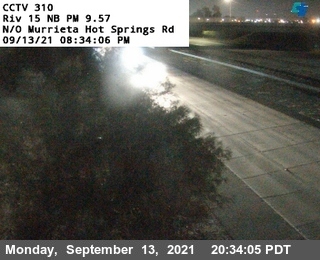 CCTV 310
Riv 15 NB PM 9.57
N/O Murrieta Hot Springs Rd
09/13/21 08:34:06 PM
Monday, September 13, 2021 20:34:05 PDT